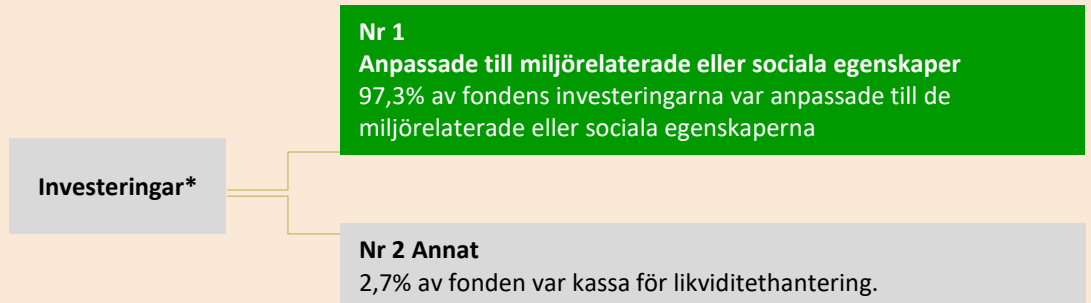 Nr 1
Anpassade till miljörelaterade eller sociala egenskaper
97,3% av fondens investeringarna var anpassade till de
miljörelaterade eller sociala egenskaperna
Investeringar*
Nr 2 Annat
2,7% av fonden var kassa för likviditethantering.